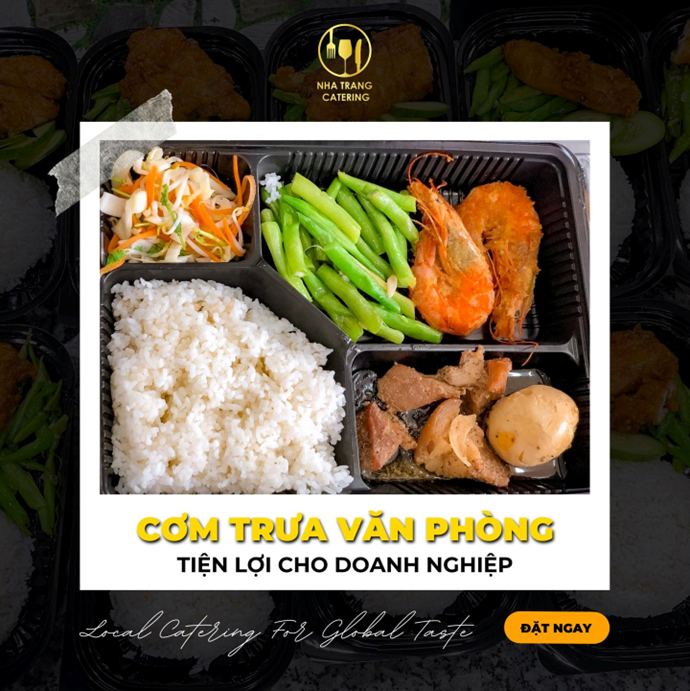 NHA TRANG
CATERING
CƠM TRƯA VĂN PHÒNG
TIỆN LỢI CHO DOANH NGHIỆP
Local Catering For Global Taste
ĐẶT NGAY